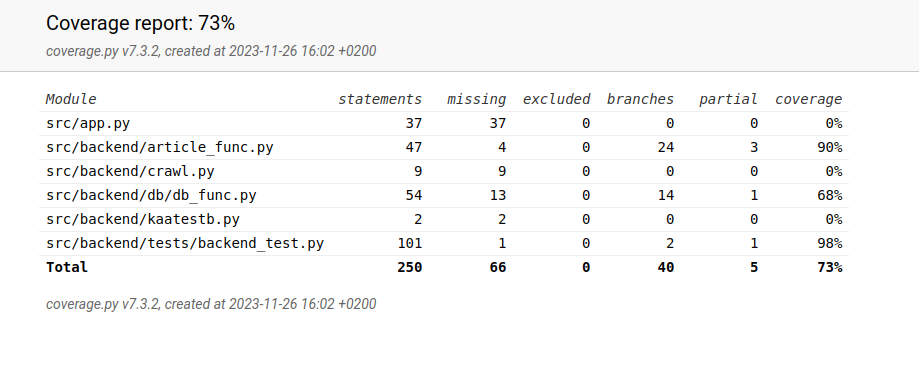 Coverage report: 73%
coverage.py v7.3.2, created at 2023-11-26 16:02 +0200
Module statements missing excluded branches partial coverage
src/app.py 37 37 0 0 0 0%
src/backend/article_func.py 47 4 0 24 3 90%
src/backend/crawl.py 9 9 0 0 0 0%
src/backend/db/db_func.py 54 13 0 14 1 68%
src/backend/kaatestb.py 2 2 0 0 0 0%
src/backend/tests/backend_test.py 101 1 0 2 1 98%
Total 250 66 0 40 5 73%
coverage.py v7.3.2, created at 2023-11-26 16:02 +0200